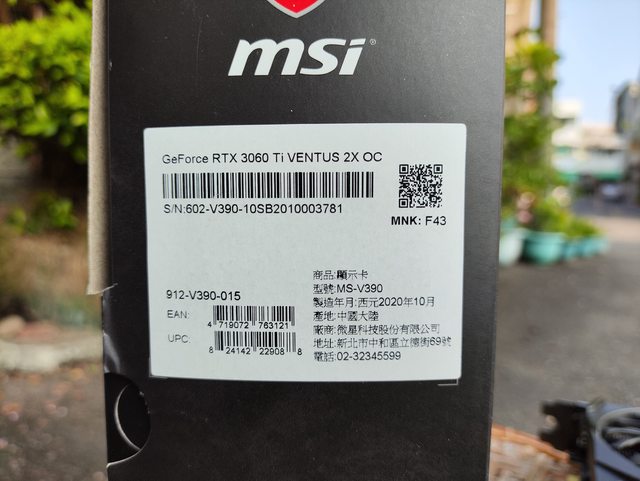 msi
GeForce RTX 3060 Ti VENTUS 2X OC
S/N:602-V390-10SB2010003781
MNK: F43
912-V390-015
EAN:
4 719072 763121
UPC:
8 24142 22908 8
商品:顯示卡
型號:MS-V390
製造年月:西元2020年10月
產地:中國大陸
廠商:微星科技股份有限公司
地址:新北市中和區立德街69號
電話:02-32345599